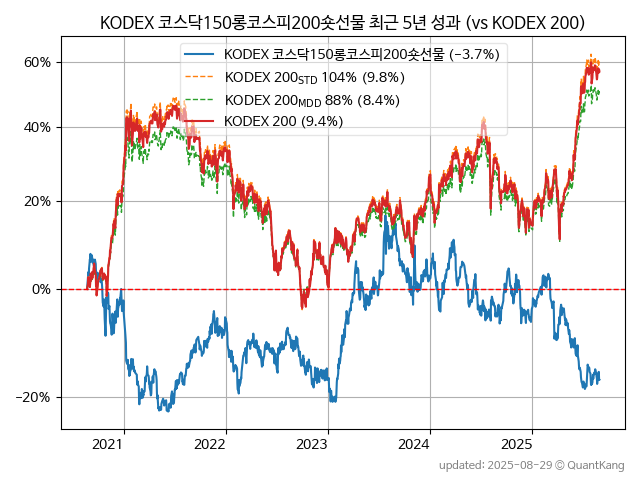 KODEX 코스닥150롱코스피200숏선물 최근 5년 성과 (vs KODEX 200)
KODEX 코스닥150롱코스피200숏선물 (−3.7%)
KODEX 200STD 104% (9.8%)
KODEX 200MDD 88% (8.4%)
KODEX 200 (9.4%)
60%
40%
20%
0%
−20%
2021
2022
2023
2024
2025
updated: 2025-08-29 © QuantKang